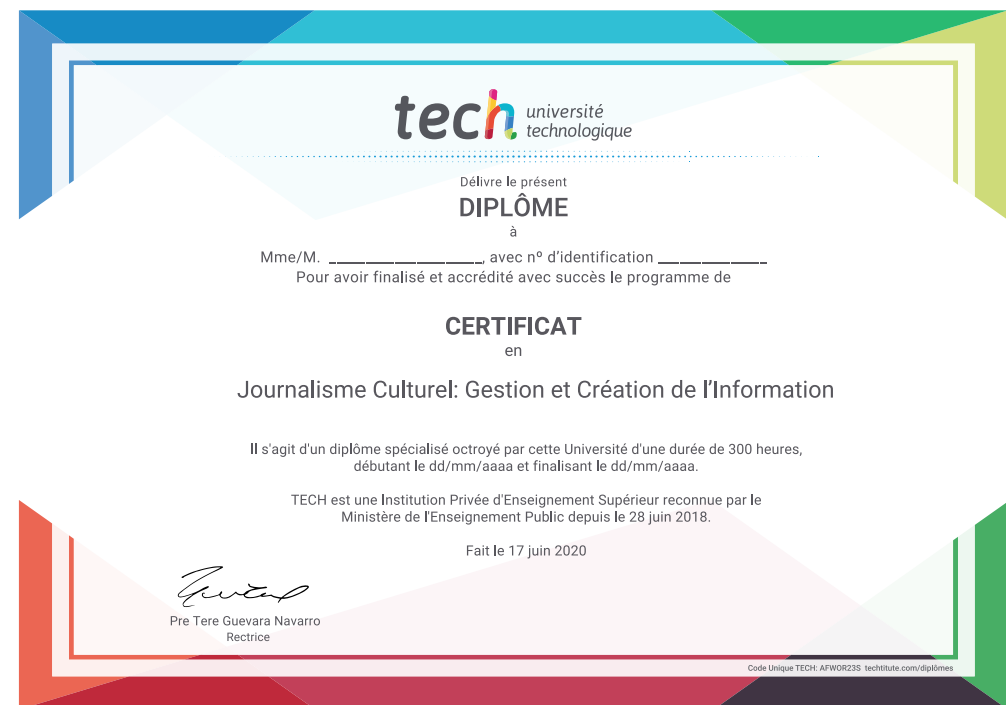 tech université
technologique
Délivre le présent
DIPLÔME
à
Mme/M. ____________________, avec nº d'identification ______________
Pour avoir finalisé et accrédité avec succès le programme de
CERTIFICAT
en
Journalisme Culturel: Gestion et Création de l'Information
Il s'agit d'un diplôme spécialisé octroyé par cette Université d'une durée de 300 heures,
débutant le dd/mm/aaaa et finalisant le dd/mm/aaaa.
TECH est une Institution Privée d'Enseignement Supérieur reconnue par le
Ministère de l'Enseignement Public depuis le 28 juin 2018.
Fait le 17 juin 2020
Pre Tere Guevara Navarro
Rectrice
Code Unique TECH: AFWOR23S techtitute.com/diplômes